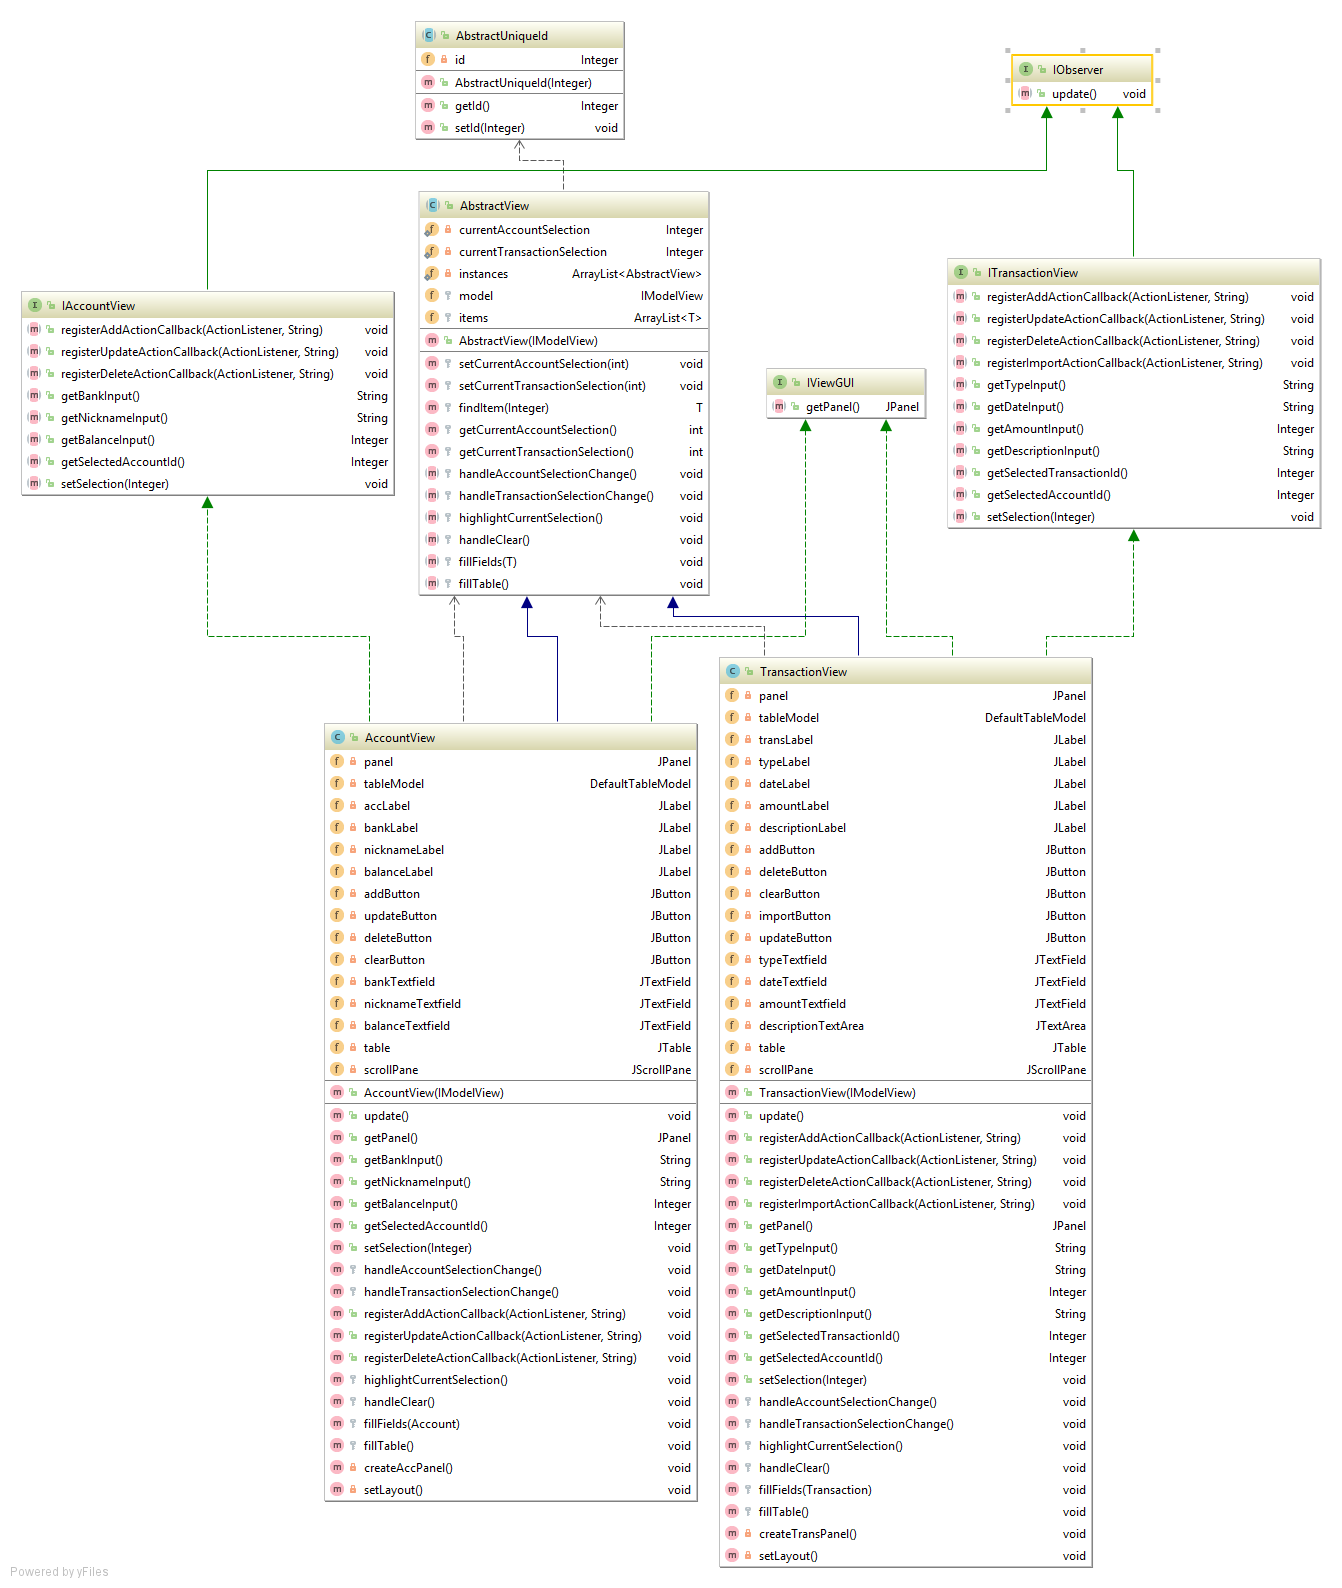 AbstractUniqueId
id Integer
AbstractUniqueId(Integer)
getId() Integer
setId(Integer) void
IObserver
update() void
AbstractView
currentAccountSelection Integer
currentTransactionSelection Integer
instances ArrayList<AbstractView>
model IModelView
items ArrayList<T>
AbstractView(IModelView)
setCurrentAccountSelection(int) void
setCurrentTransactionSelection(int) void
findItem(Integer) T
getCurrentAccountSelection() int
getCurrentTransactionSelection() int
handleAccountSelectionChange() void
handleTransactionSelectionChange() void
highlightCurrentSelection() void
handleClear() void
fillFields(T) void
fillTable() void
IAccountView
registerAddActionCallback(ActionListener, String) void
registerUpdateActionCallback(ActionListener, String) void
registerDeleteActionCallback(ActionListener, String) void
getBankInput() String
getNicknameInput() String
getBalanceInput() Integer
getSelectedAccountId() Integer
setSelection(Integer) void
IViewGUI
getPanel() JPanel
ITransactionView
registerAddActionCallback(ActionListener, String) void
registerUpdateActionCallback(ActionListener, String) void
registerDeleteActionCallback(ActionListener, String) void
registerImportActionCallback(ActionListener, String) void
getTypeInput() String
getDateInput() String
getAmountInput() Integer
getDescriptionInput() String
getSelectedTransactionId() Integer
getSelectedAccountId() Integer
setSelection(Integer) void
AccountView
panel JPanel
tableModel DefaultTableModel
accLabel JLabel
bankLabel JLabel
nicknameLabel JLabel
balanceLabel JLabel
addButton JButton
updateButton JButton
deleteButton JButton
clearButton JButton
bankTextfield JTextField
nicknameTextfield JTextField
balanceTextfield JTextField
table JTable
scrollPane JScrollPane
AccountView(IModelView)
update() void
getPanel() JPanel
getBankInput() String
getNicknameInput() String
getBalanceInput() Integer
getSelectedAccountId() Integer
setSelection(Integer) void
handleAccountSelectionChange() void
handleTransactionSelectionChange() void
registerAddActionCallback(ActionListener, String) void
registerUpdateActionCallback(ActionListener, String) void
registerDeleteActionCallback(ActionListener, String) void
highlightCurrentSelection() void
handleClear() void
fillFields(Account) void
fillTable() void
createAccPanel() void
setLayout() void
TransactionView
panel JPanel
tableModel DefaultTableModel
transLabel JLabel
typeLabel JLabel
dateLabel JLabel
amountLabel JLabel
descriptionLabel JLabel
addButton JButton
deleteButton JButton
clearButton JButton
importButton JButton
updateButton JButton
typeTextfield JTextField
dateTextfield JTextField
amountTextfield JTextField
descriptionTextArea JTextArea
table JTable
scrollPane JScrollPane
TransactionView(IModelView)
update() void
registerAddActionCallback(ActionListener, String) void
registerUpdateActionCallback(ActionListener, String) void
registerDeleteActionCallback(ActionListener, String) void
registerImportActionCallback(ActionListener, String) void
getPanel() JPanel
getTypeInput() String
getDateInput() String
getAmountInput() Integer
getDescriptionInput() String
getSelectedTransactionId() Integer
getSelectedAccountId() Integer
setSelection(Integer) void
handleAccountSelectionChange() void
handleTransactionSelectionChange() void
highlightCurrentSelection() void
handleClear() void
fillFields(Transaction) void
fillTable() void
createTransPanel() void
setLayout() void
Powered by yFiles